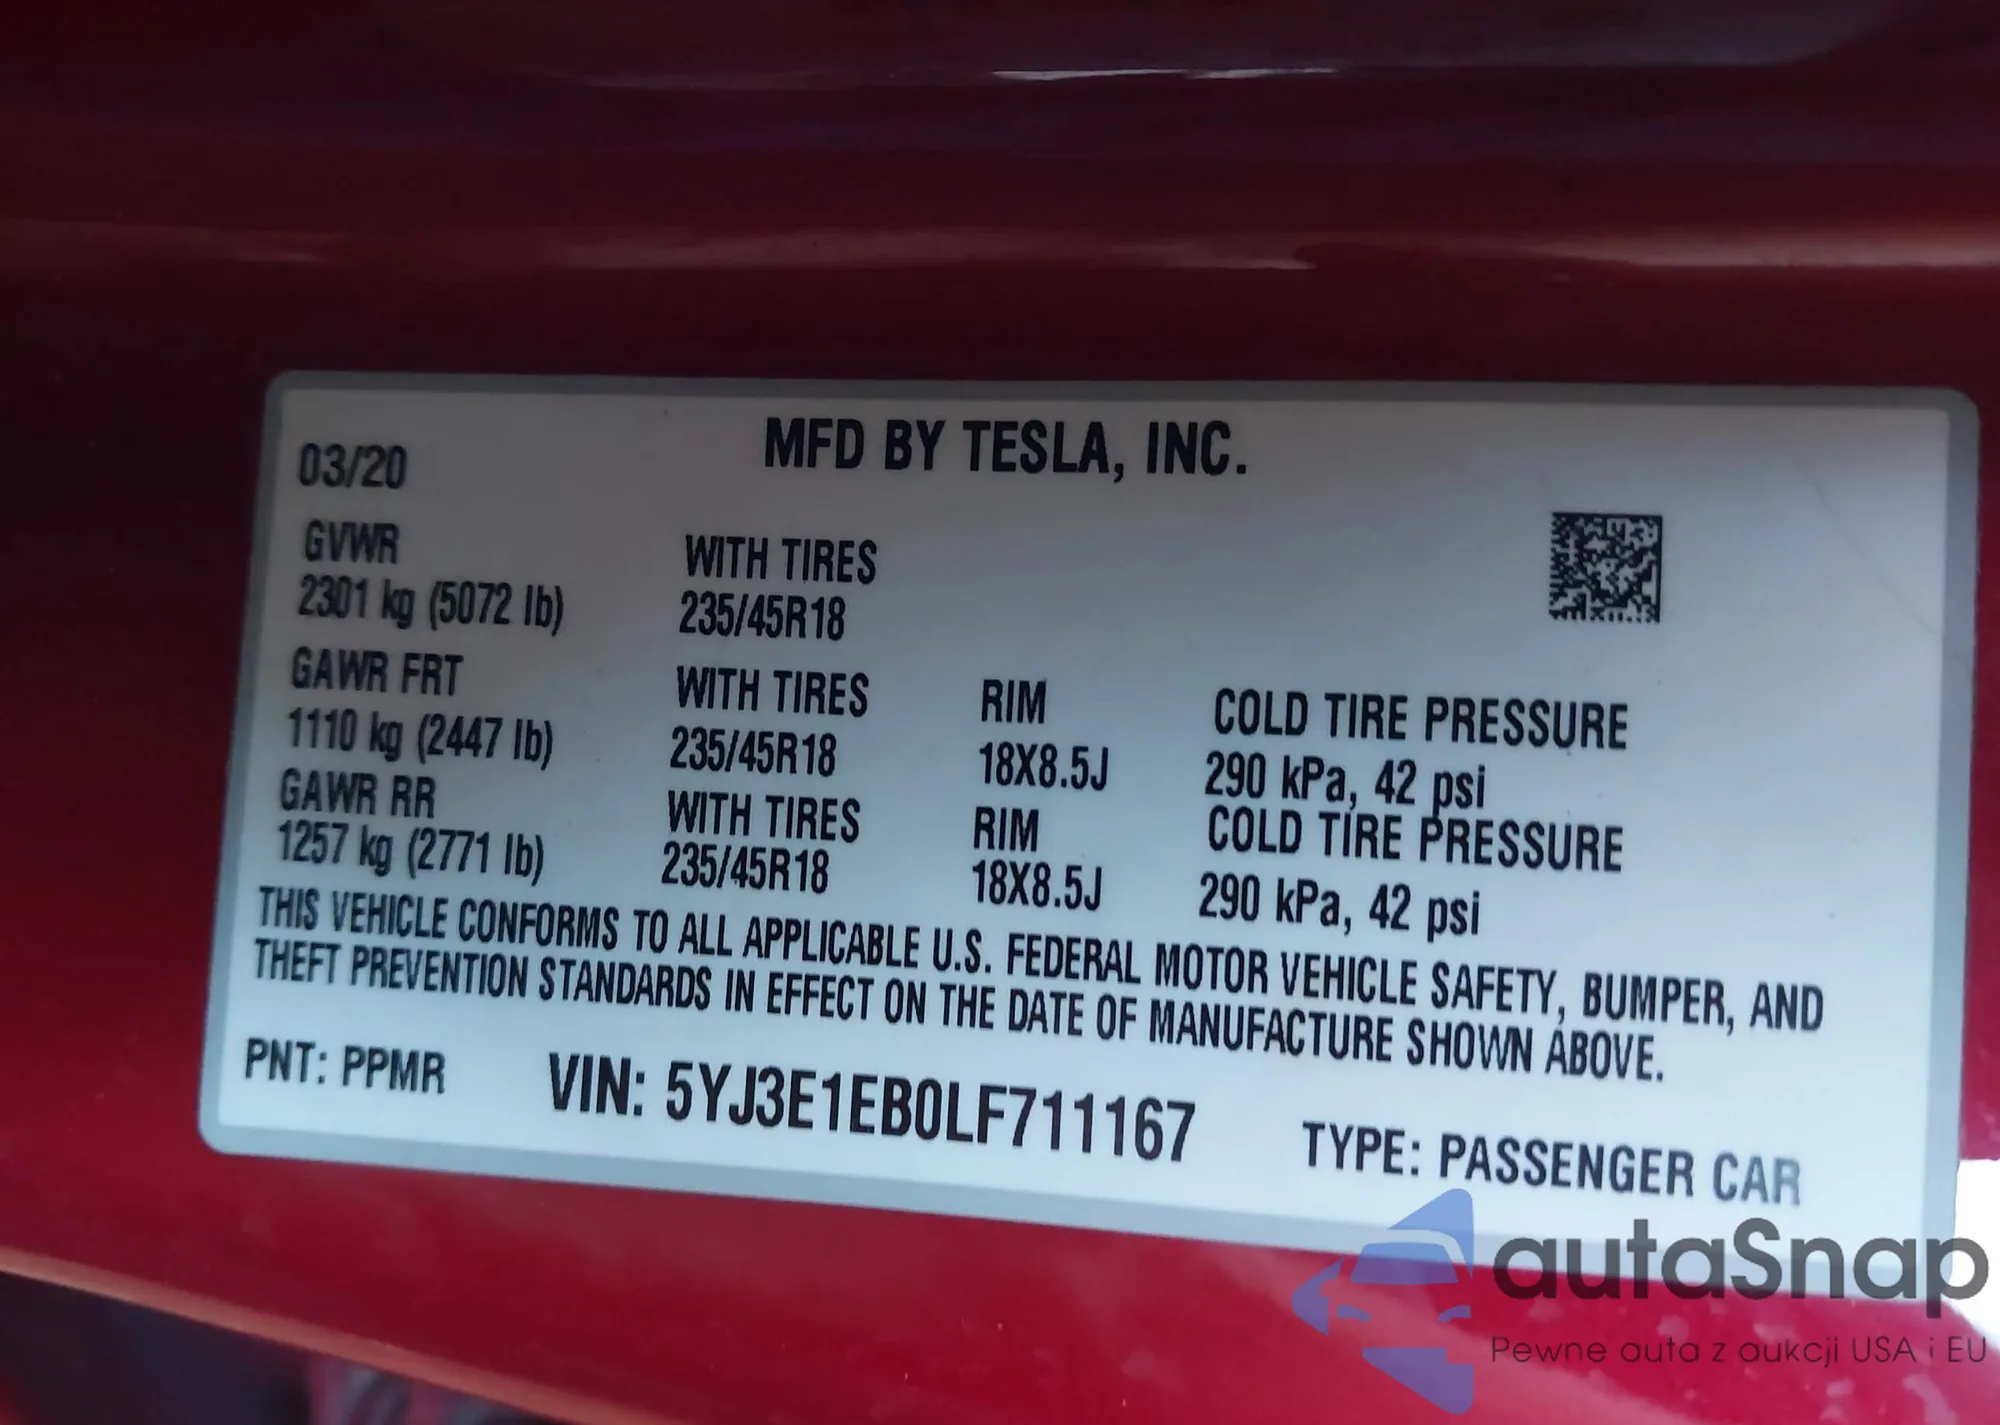 MFD BY TESLA, INC.
03/20
GVWR WITH TIRES
2301 kg (5072 lb) 235/45R18
GAWR FRT WITH TIRES RIM COLD TIRE PRESSURE
1110 kg (2447 lb) 235/45R18 18X8.5J 290 kPa, 42 psi
GAWR RR WITH TIRES RIM COLD TIRE PRESSURE
1257 kg (2771 lb) 235/45R18 18X8.5J 290 kPa, 42 psi
THIS VEHICLE CONFORMS TO ALL APPLICABLE U.S. FEDERAL MOTOR VEHICLE SAFETY, BUMPER, AND
THEFT PREVENTION STANDARDS IN EFFECT ON THE DATE OF MANUFACTURE SHOWN ABOVE.
PNT: PPMR VIN: 5YJ3E1EB0LF711167 TYPE: PASSENGER CAR
autaSnap
Pewne auta z aukcji USA i EU